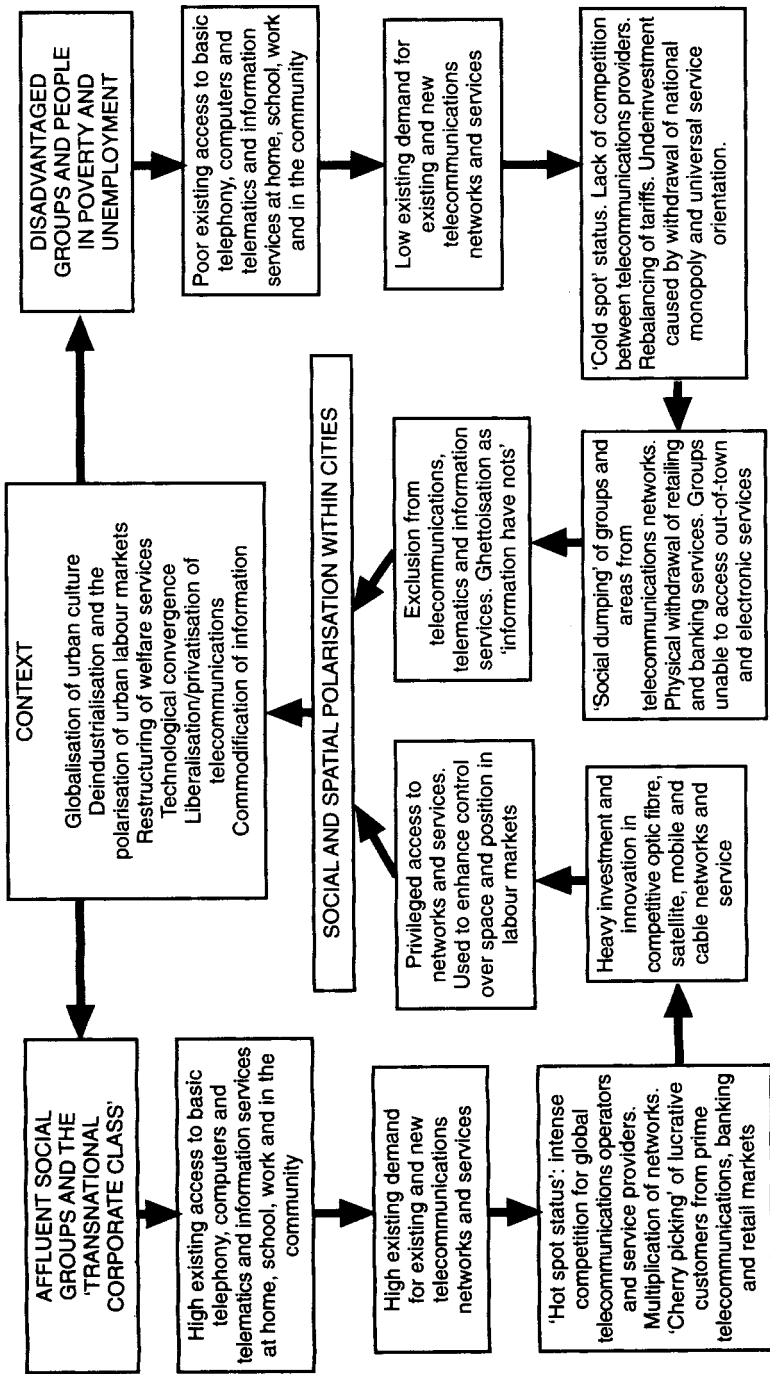 CONTEXT
Globalisation of urban culture
Deindustrialisation and the
polarisation of urban labour markets
Restructuring of welfare services
Technological convergence
Liberalisation/privatisation of
telecommunications
Commodification of information
AFFLUENT SOCIAL
GROUPS AND THE
‘TRANSNATIONAL
CORPORATE CLASS’
High existing access to basic
telephony, computers and
telematics and information services
at home, school, work and in the
community
High existing demand
for existing and new
telecommunications
networks and services
‘Hot spot status’: intense
competition for global
telecommunications operators
and service providers.
Multiplication of networks.
‘Cherry picking’ of lucrative
customers from prime
telecommunications, banking
and retail markets
Heavy investment and
innovation in
competitive optic fibre,
satellite, mobile and
cable networks and
service
Privileged access to
networks and services.
Used to enhance control
over space and position in
labour markets
SOCIAL AND SPATIAL POLARISATION WITHIN CITIES
DISADVANTAGED
GROUPS AND PEOPLE
IN POVERTY AND
UNEMPLOYMENT
Poor existing access to basic
telephony, computers and
telematics and information
services at home, school, work
and in the community
Low existing demand for
existing and new
telecommunications
networks and services
‘Cold spot’ status. Lack of competition
between telecommunications providers.
Rebalancing of tariffs. Underinvestment
caused by withdrawal of national
monopoly and universal service
orientation.
‘Social dumping’ of groups and
areas from
telecommunications networks.
Physical withdrawal of retailing
and banking services. Groups
unable to access out-of-town
and electronic services
Exclusion from
telecommunications,
telematics and information
services. Ghettoisation as
‘information have nots’